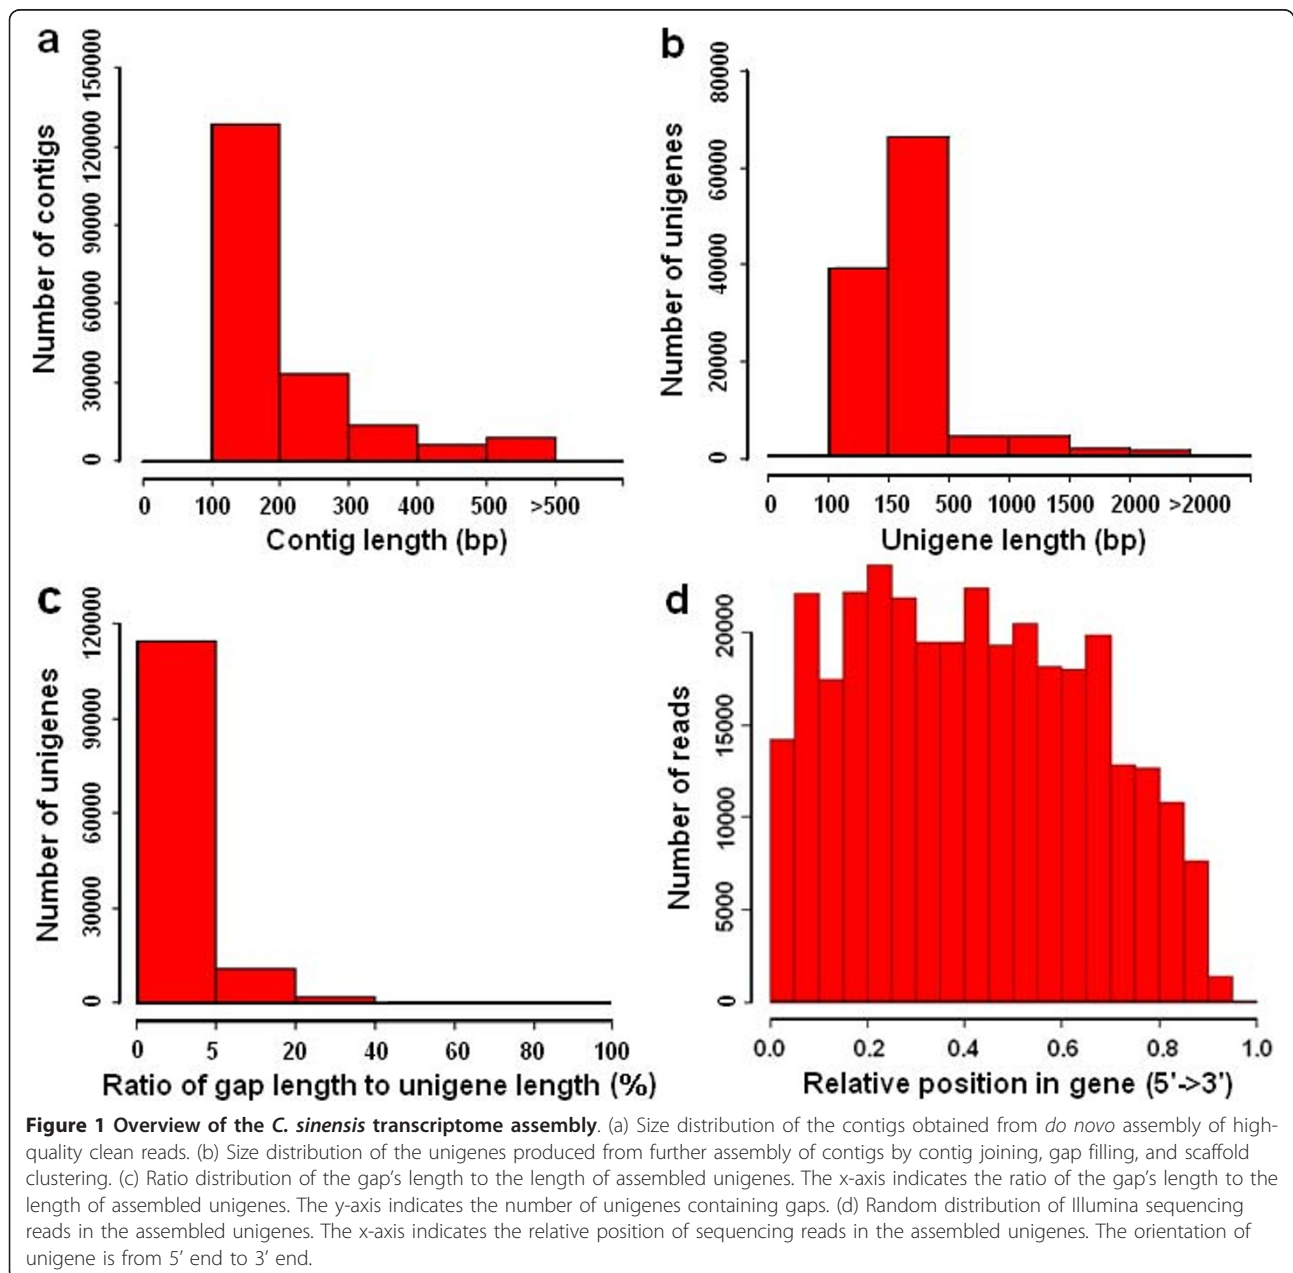 a
Number of contigs
0 30000 60000 90000 120000 150000
0 100 200 300 400 500 >500
Contig length (bp)
b
Number of unigenes
0 20000 40000 60000 80000
0 100 150 500 1000 1500 2000 >2000
Unigene length (bp)
c
Number of unigenes
0 30000 60000 90000 120000
0 5 20 40 60 80 100
Ratio of gap length to unigene length (%)
d
Number of reads
0 5000 10000 15000 20000
0.0 0.2 0.4 0.6 0.8 1.0
Relative position in gene (5'->3')
Figure 1 Overview of the C. sinensis transcriptome assembly. (a) Size distribution of the contigs obtained from do novo assembly of high-
quality clean reads. (b) Size distribution of the unigenes produced from further assembly of contigs by contig joining, gap filling, and scaffold
clustering. (c) Ratio distribution of the gap's length to the length of assembled unigenes. The x-axis indicates the ratio of the gap's length to the
length of assembled unigenes. The y-axis indicates the number of unigenes containing gaps. (d) Random distribution of Illumina sequencing
reads in the assembled unigenes. The x-axis indicates the relative position of sequencing reads in the assembled unigenes. The orientation of
unigene is from 5' end to 3' end.